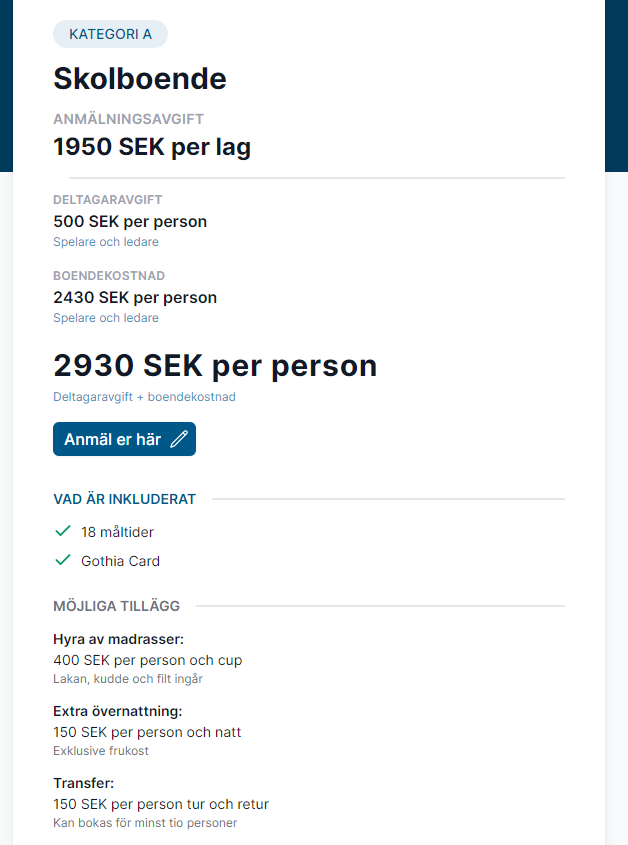 KATEGORI A
Skolboende
ANMÄLNINGSAVGIFT
1950 SEK per lag
DELTAGARAVGIFT
500 SEK per person
Spelare och ledare
BOENDEKOSTNAD
2430 SEK per person
Spelare och ledare
2930 SEK per person
Deltagaravgift + boendekostnad
Anmäl er här
VAD ÄR INKLUDERAT
18 måltider
Gothia Card
MÖJLIGA TILLÄGG
Hyra av madrasser:
400 SEK per person och cup
Lakan, kudde och filt ingår
Extra övernattning:
150 SEK per person och natt
Exklusive frukost
Transfer:
150 SEK per person tur och retur
Kan bokas för minst tio personer